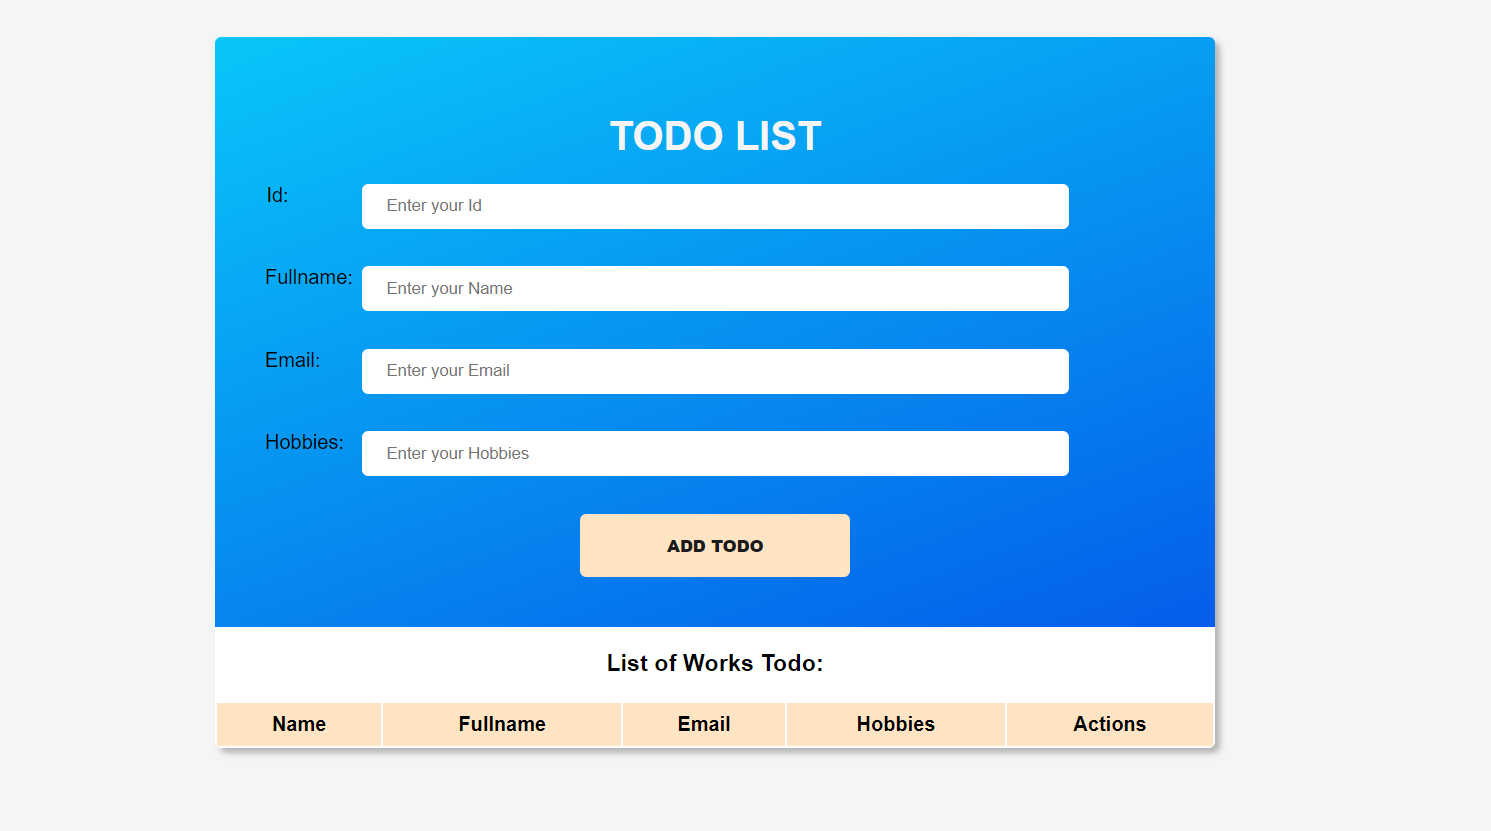 TODO LIST
Id: Enter your Id
Fullname: Enter your Name
Email: Enter your Email
Hobbies: Enter your Hobbies
ADD TODO
List of Works Todo:
Name Fullname Email Hobbies Actions